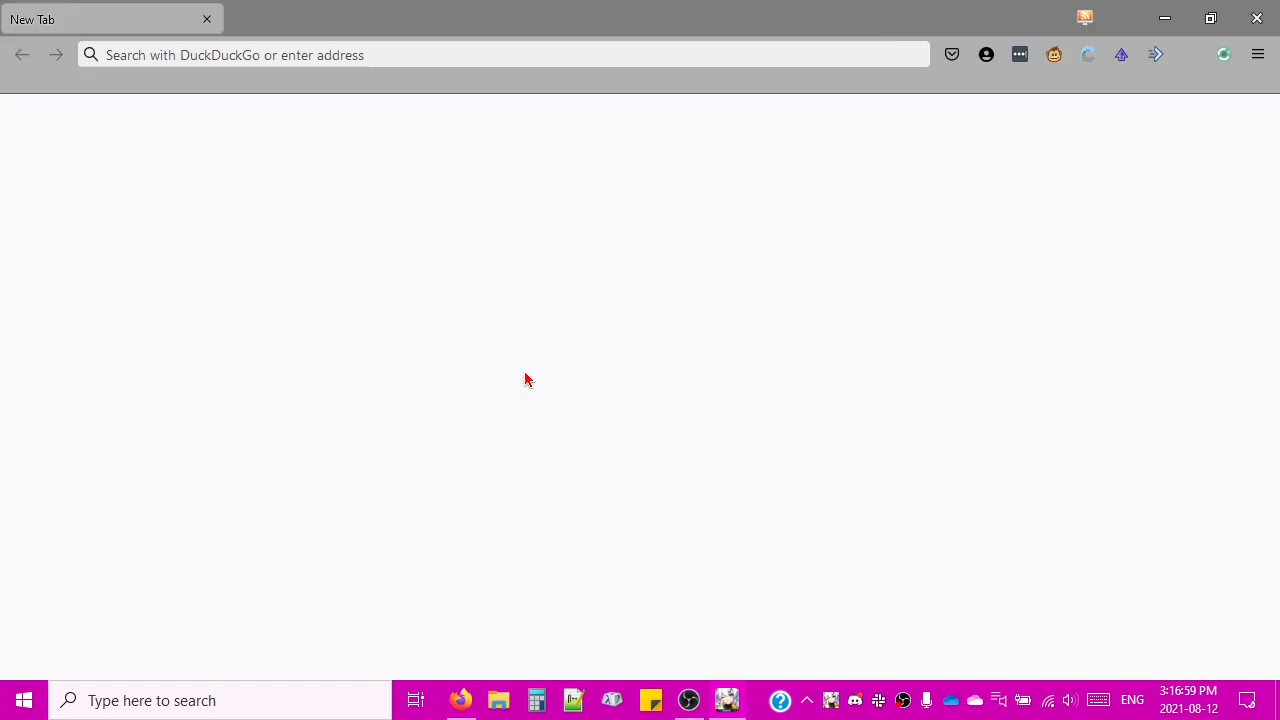 New Tab
Search with DuckDuckGo or enter address
Type here to search
ENG
3:16:59 PM
2021-08-12